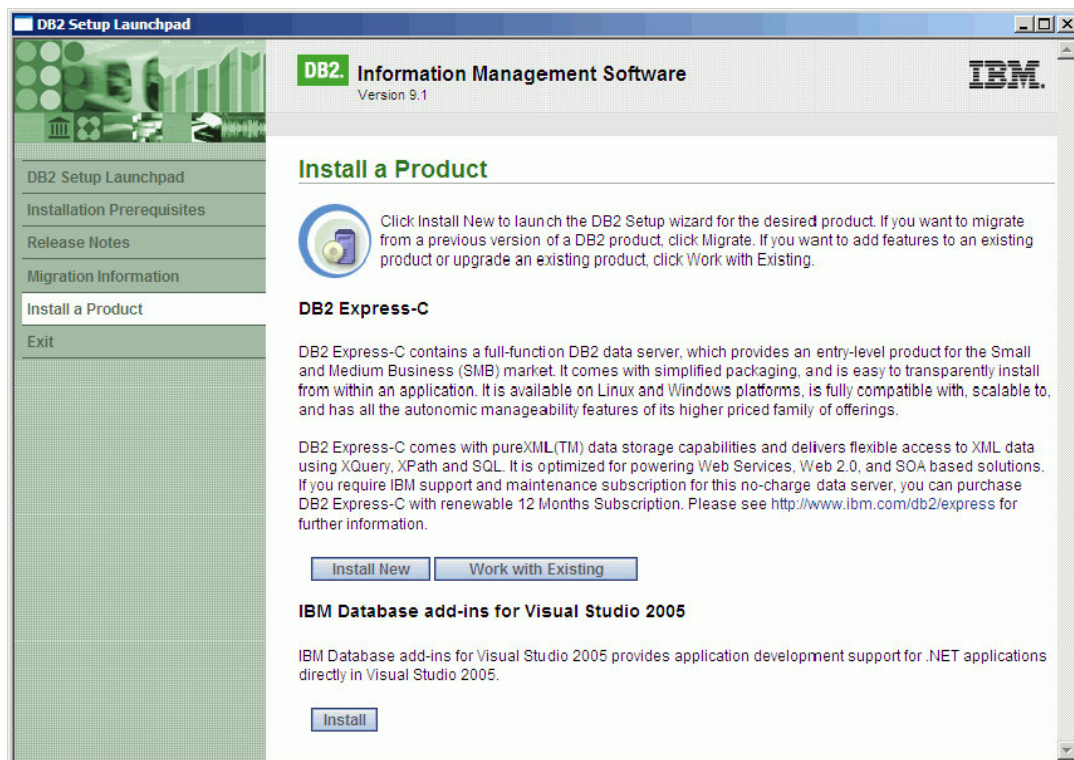 DB2 Setup Launchpad
DB2. Information Management Software
Version 9.1
IBM.
DB2 Setup Launchpad
Installation Prerequisites
Release Notes
Migration Information
Install a Product
Exit
Install a Product
Click Install New to launch the DB2 Setup wizard for the desired product. If you want to migrate
from a previous version of a DB2 product, click Migrate. If you want to add features to an existing
product or upgrade an existing product, click Work with Existing.
DB2 Express-C
DB2 Express-C contains a full-function DB2 data server, which provides an entry-level product for the Small
and Medium Business (SMB) market. It comes with simplified packaging, and is easy to transparently install
from within an application. It is available on Linux and Windows platforms, is fully compatible with, scalable to,
and has all the autonomic manageability features of its higher priced family of offerings.
DB2 Express-C comes with pureXML(TM) data storage capabilities and delivers flexible access to XML data
using XQuery, XPath and SQL. It is optimized for powering Web Services, Web 2.0, and SOA based solutions.
If you require IBM support and maintenance subscription for this no-charge data server, you can purchase
DB2 Express-C with renewable 12 Months Subscription. Please see http://www.ibm.com/db2/express for
further information.
Install New Work with Existing
IBM Database add-ins for Visual Studio 2005
IBM Database add-ins for Visual Studio 2005 provides application development support for .NET applications
directly in Visual Studio 2005.
Install